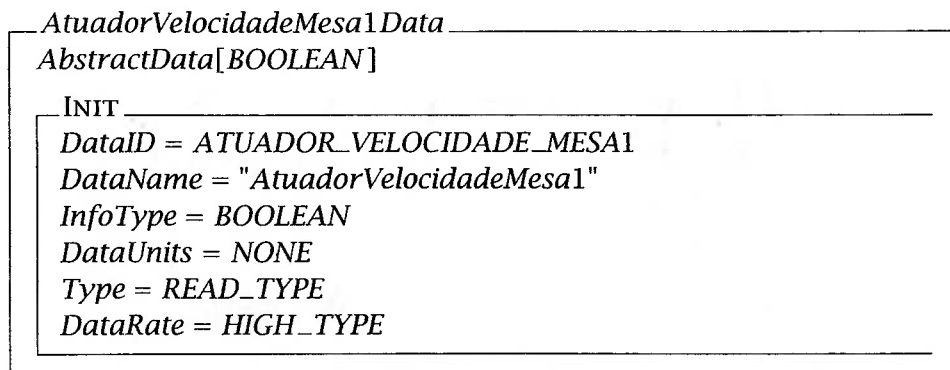 AtuadorVelocidadeMesa1Data
AbstractData[BOOLEAN]
INIT
DataID = ATUADOR_VELOCIDADE_MESA1
DataName = "AtuadorVelocidadeMesa1"
InfoType = BOOLEAN
DataUnits = NONE
Type = READ_TYPE
DataRate = HIGH_TYPE